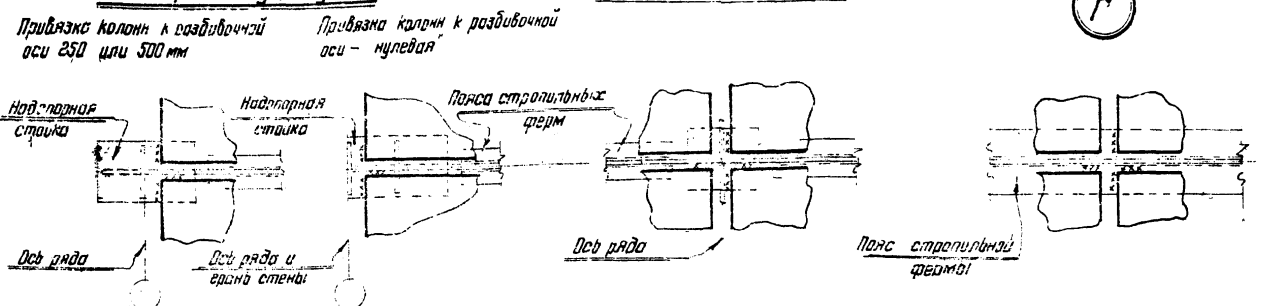 Привязка колонн к разбивочной
оси 250 или 500 мм
Привязка колонн к разбивочной
оси - нулевая"
Надопорная
стойка
Надопорная
стойка
Пояса стропильных
ферм
Ось ряда
Ось ряда и
грань стены
Ось ряда
Пояс стропильной
фермы